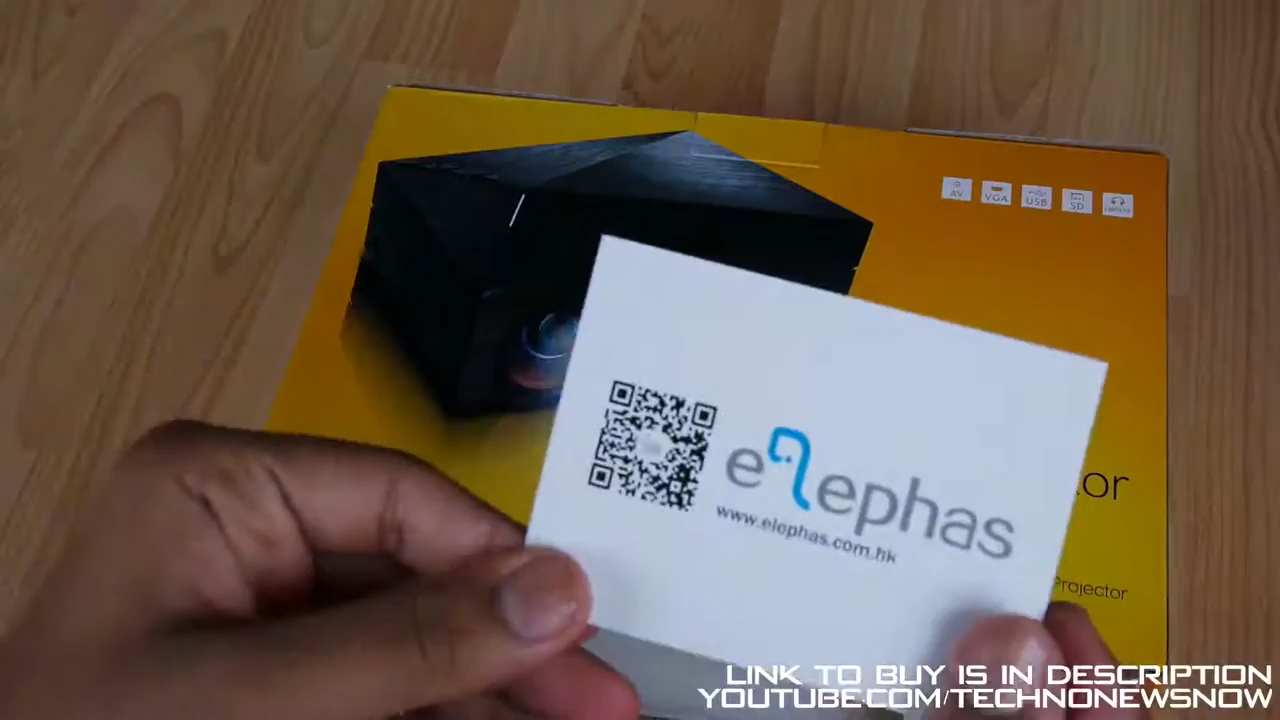 AV
VGA
USB
SD
elephas
www.elephas.com.hk
Projector
LINK TO BUY IS IN DESCRIPTION
YOUTUBE.COM/TECHNONEWSNOW